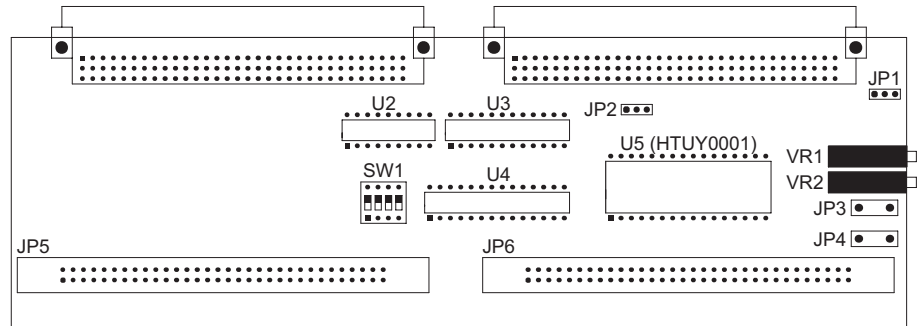 JP1
U2
U3
JP2
U5 (HTUY0001)
VR1
SW1
U4
VR2
JP3
JP4
JP5
JP6